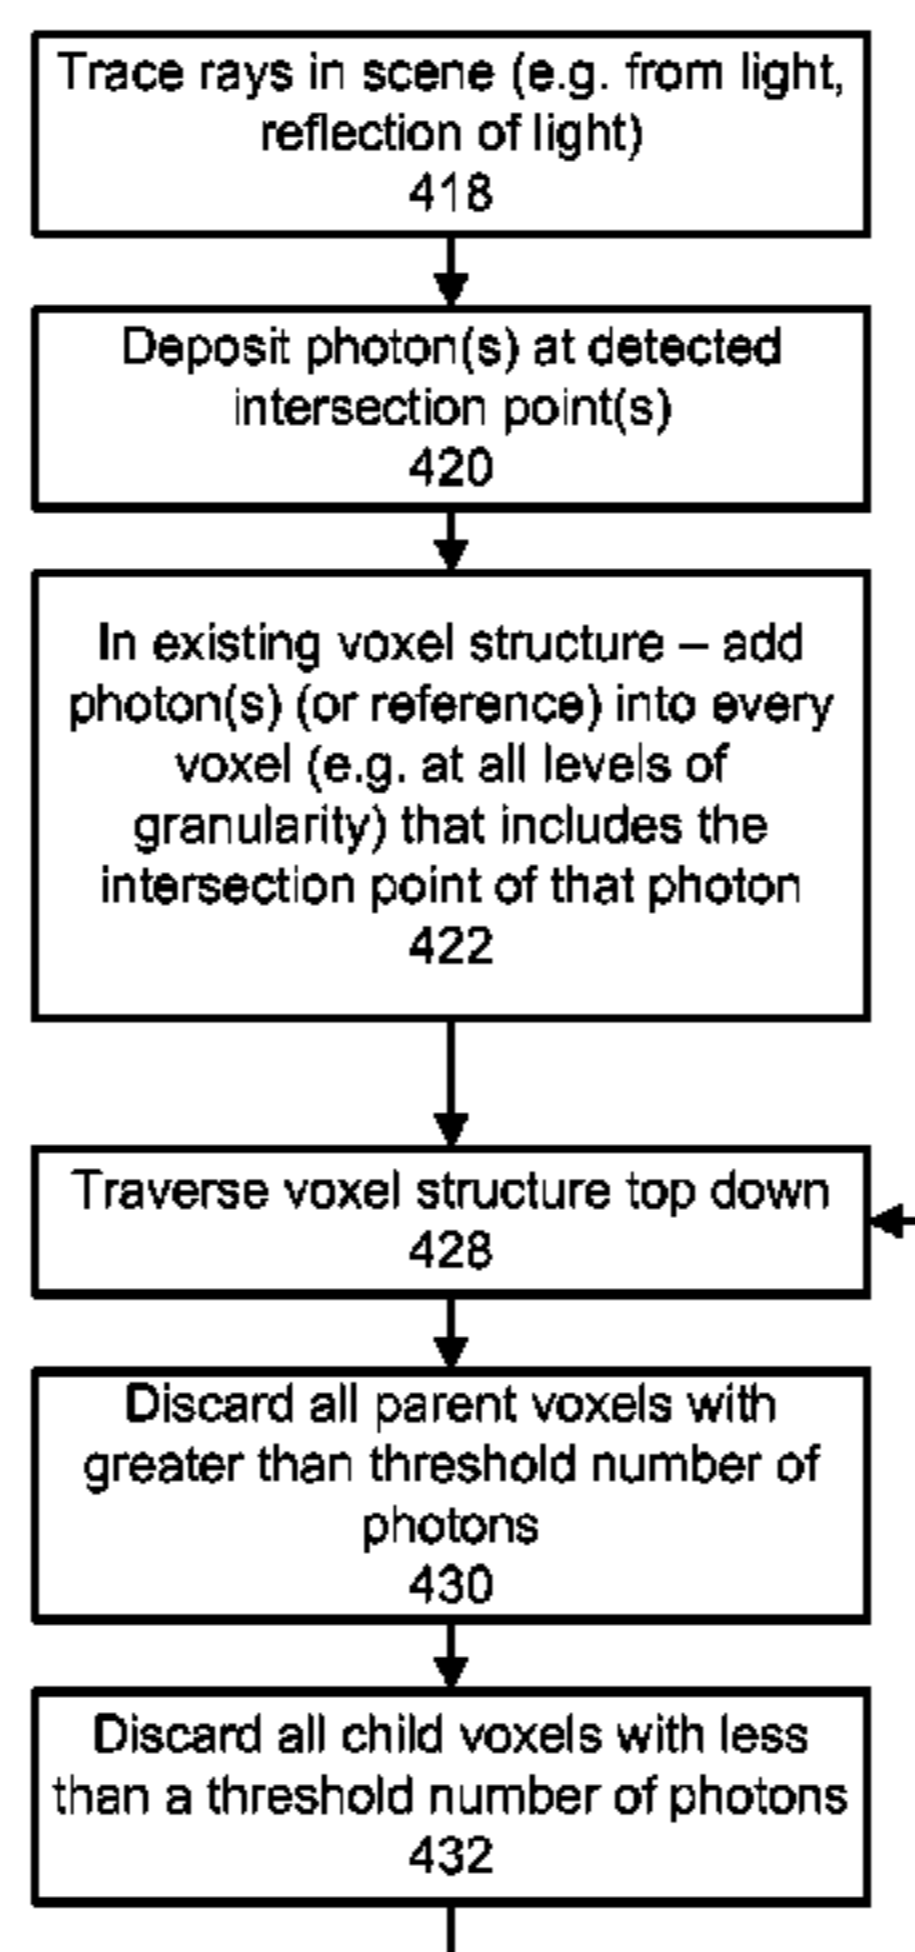 Trace rays in scene (e.g. from light,
reflection of light)
418
Deposit photon(s) at detected
intersection point(s)
420
In existing voxel structure – add
photon(s) (or reference) into every
voxel (e.g. at all levels of
granularity) that includes the
intersection point of that photon
422
Traverse voxel structure top down
428
Discard all parent voxels with
greater than threshold number of
photons
430
Discard all child voxels with less
than a threshold number of photons
432